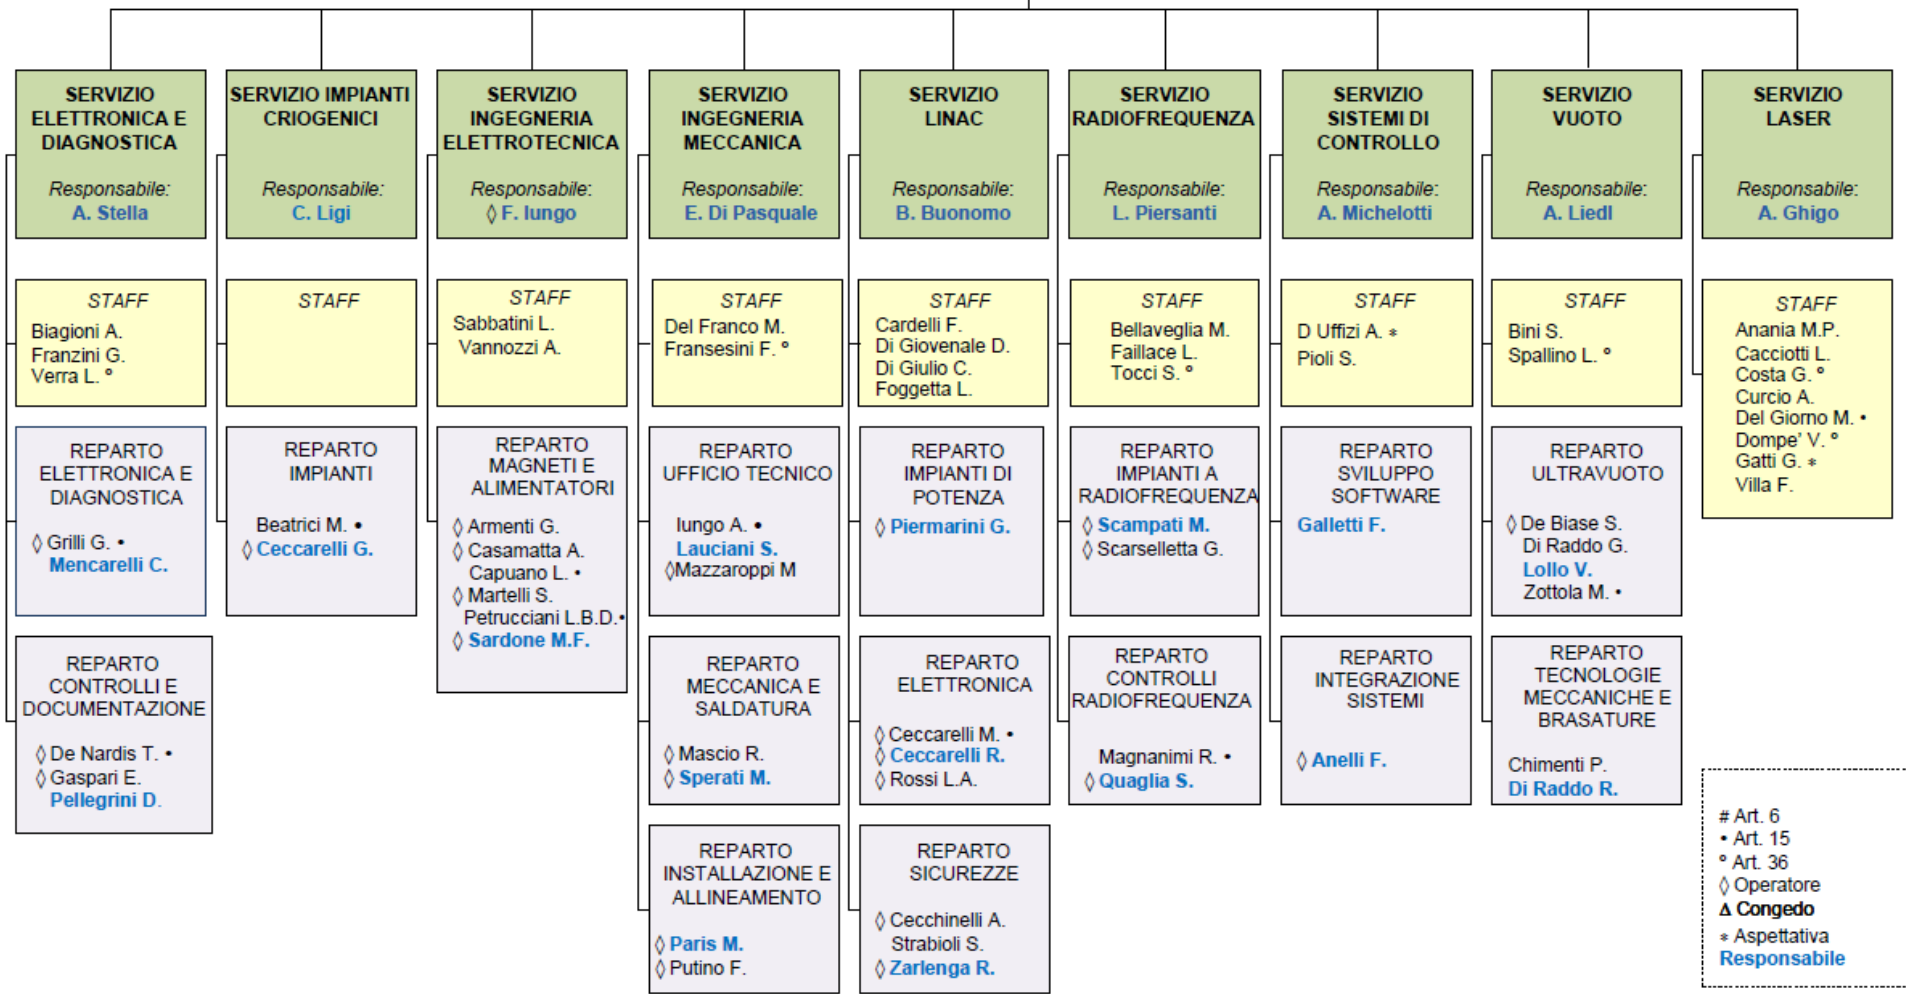 SERVIZIO
ELETTRONICA E
DIAGNOSTICA
Responsabile:
A. Stella
STAFF
Biagioni A.
Franzini G.
Verra L. °
REPARTO
ELETTRONICA E
DIAGNOSTICA
◊ Grilli G. •
Mencarelli C.
REPARTO
CONTROLLI E
DOCUMENTAZIONE
◊ De Nardis T. •
◊ Gaspari E.
Pellegrini D.
SERVIZIO IMPIANTI
CRIOGENICI
Responsabile:
C. Ligi
STAFF
REPARTO
IMPIANTI
Beatrici M. •
◊ Ceccarelli G.
SERVIZIO
INGEGNERIA
ELETTROTECNICA
Responsabile:
◊ F. Iungo
STAFF
Sabbatini L.
Vannozzi A.
REPARTO
MAGNETI E
ALIMENTATORI
◊ Armenti G.
◊ Casamatta A.
Capuano L. •
◊ Martelli S.
Petrucciani L.B.D.•
◊ Sardone M.F.
SERVIZIO
INGEGNERIA
MECCANICA
Responsabile:
E. Di Pasquale
STAFF
Del Franco M.
Fransesini F. °
REPARTO
UFFICIO TECNICO
Iungo A. •
Lauciani S.
◊Mazzaroppi M
REPARTO
MECCANICA E
SALDATURA
◊ Mascio R.
◊ Sperati M.
REPARTO
INSTALLAZIONE E
ALLINEAMENTO
◊ Paris M.
◊ Putino F.
SERVIZIO
LINAC
Responsabile:
B. Buonomo
STAFF
Cardelli F.
Di Giovenale D.
Di Giulio C.
Foggetta L.
REPARTO
IMPIANTI DI
POTENZA
◊ Piermarini G.
REPARTO
ELETTRONICA
◊ Ceccarelli M. •
◊ Ceccarelli R.
◊ Rossi L.A.
REPARTO
SICUREZZE
◊ Cecchinelli A.
Strabioli S.
◊ Zarlenga R.
SERVIZIO
RADIOFREQUENZA
Responsabile:
L. Piersanti
STAFF
Bellaveglia M.
Faillace L.
Tocci S. °
REPARTO
IMPIANTI A
RADIOFREQUENZA
◊ Scampati M.
◊ Scarselletta G.
REPARTO
CONTROLLI
RADIOFREQUENZA
Magnanimi R. •
◊ Quaglia S.
SERVIZIO
SISTEMI DI
CONTROLLO
Responsabile:
A. Michelotti
STAFF
D Uffizi A. *
Pioli S.
REPARTO
SVILUPPO
SOFTWARE
Galletti F.
REPARTO
INTEGRAZIONE
SISTEMI
◊ Anelli F.
SERVIZIO
VUOTO
Responsabile:
A. Liedl
STAFF
Bini S.
Spallino L. °
REPARTO
ULTRAVUOTO
◊ De Biase S.
Di Raddo G.
Lollo V.
Zottola M. •
REPARTO
TECNOLOGIE
MECCANICHE E
BRASATURE
Chimenti P.
Di Raddo R.
SERVIZIO
LASER
Responsabile:
A. Ghigo
STAFF
Anania M.P.
Cacciotti L.
Costa G. °
Curcio A.
Del Giorno M. •
Dompe' V. °
Gatti G. *
Villa F.
# Art. 6
• Art. 15
° Art. 36
◊ Operatore
Δ Congedo
* Aspettativa
Responsabile